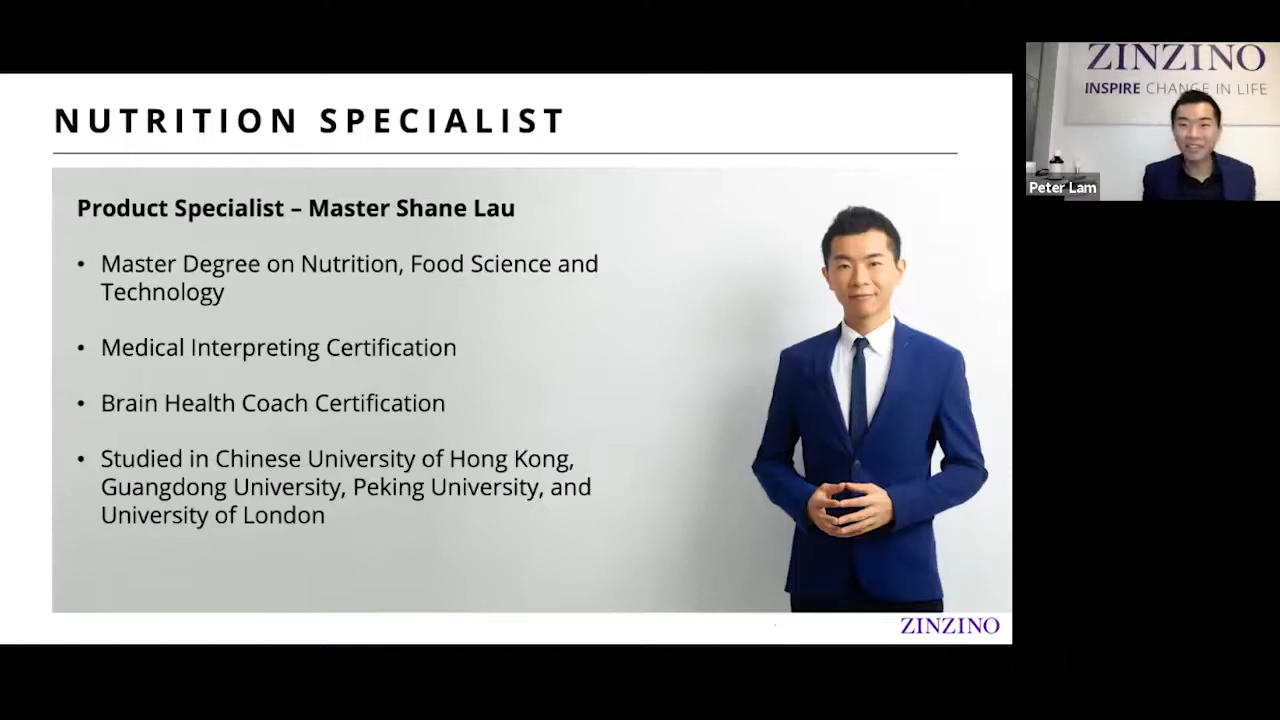 NUTRITION SPECIALIST
Product Specialist – Master Shane Lau
• Master Degree on Nutrition, Food Science and
Technology
• Medical Interpreting Certification
• Brain Health Coach Certification
• Studied in Chinese University of Hong Kong,
Guangdong University, Peking University, and
University of London
ZINZINO
ZINZINO
INSPIRE CHANGE IN LIFE
Peter Lam